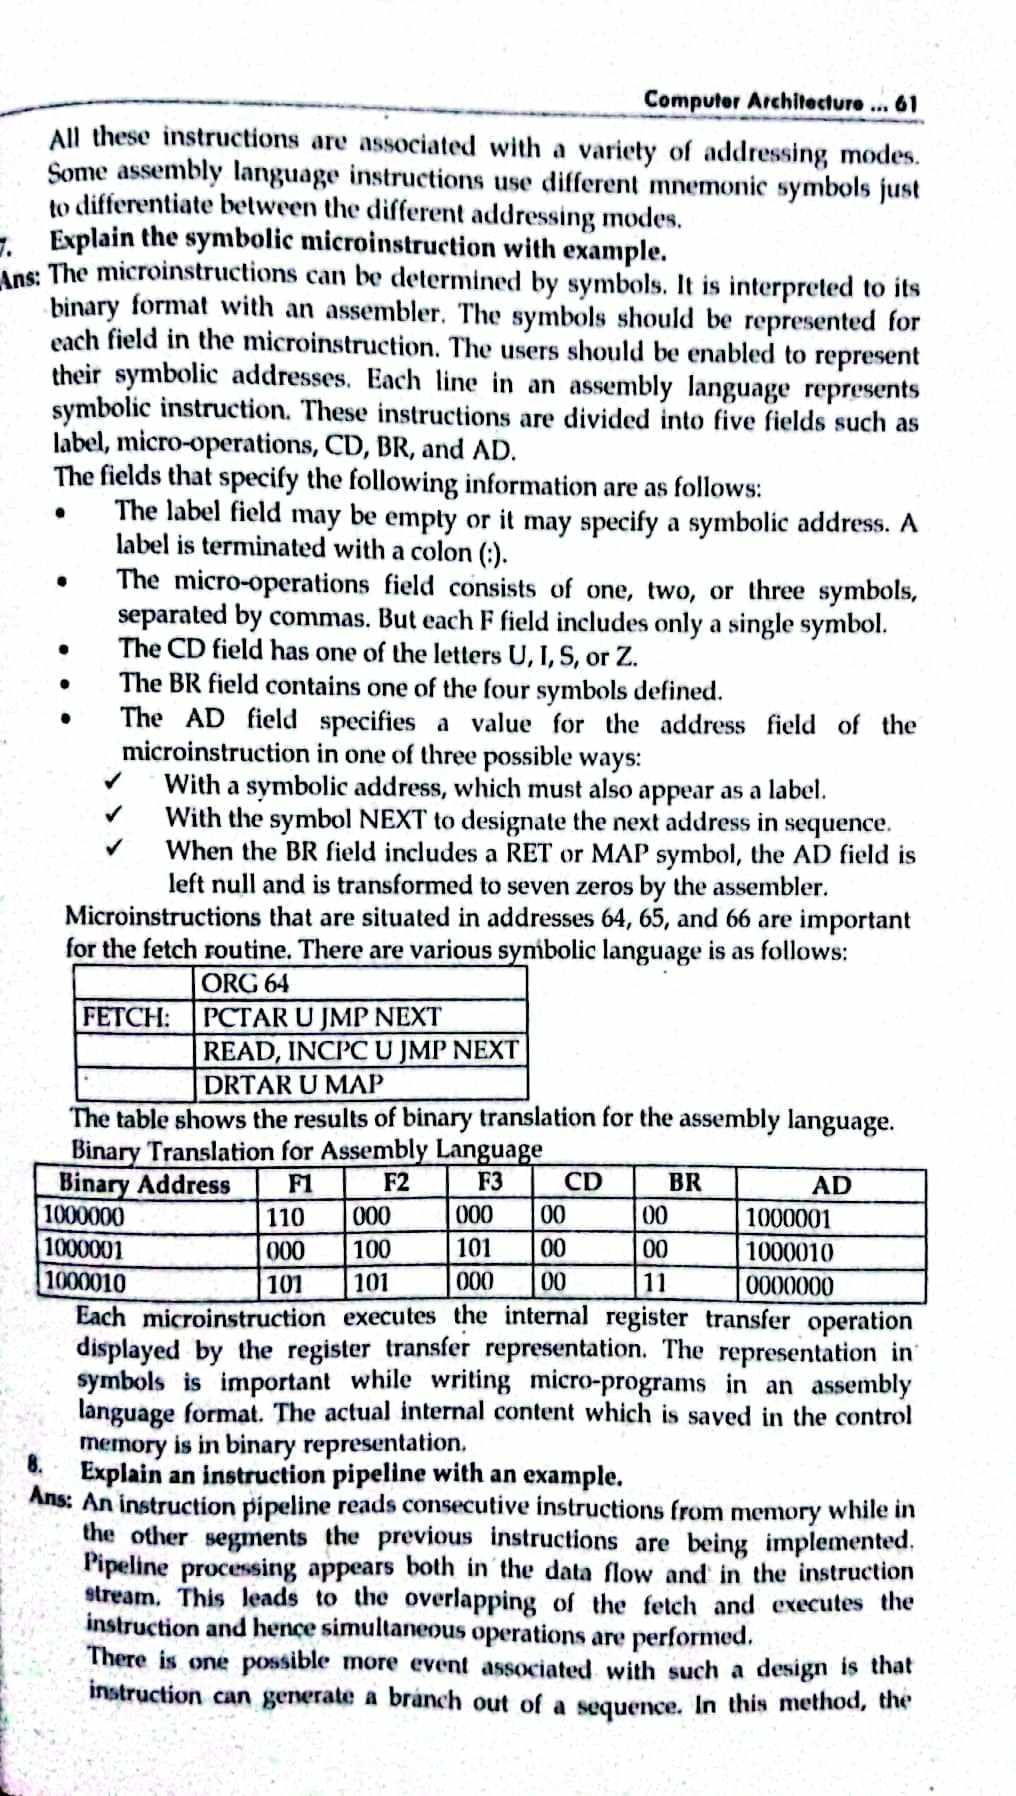 Computer Architecture ... 61
All these instructions are associated with a variety of addressing modes.
Some assembly language instructions use different mnemonic symbols just
to differentiate between the different addressing modes.
7. Explain the symbolic microinstruction with example.
Ans: The microinstructions can be determined by symbols. It is interpreted to its
binary format with an assembler. The symbols should be represented for
each field in the microinstruction. The users should be enabled to represent
their symbolic addresses. Each line in an assembly language represents
symbolic instruction. These instructions are divided into five fields such as
label, micro-operations, CD, BR, and AD.
The fields that specify the following information are as follows:
• The label field may be empty or it may specify a symbolic address. A
label is terminated with a colon (:).
• The micro-operations field consists of one, two, or three symbols,
separated by commas. But each F field includes only a single symbol.
• The CD field has one of the letters U, I, S, or Z.
• The BR field contains one of the four symbols defined.
• The AD field specifies a value for the address field of the
microinstruction in one of three possible ways:
✓ With a symbolic address, which must also appear as a label.
✓ With the symbol NEXT to designate the next address in sequence.
✓ When the BR field includes a RET or MAP symbol, the AD field is
left null and is transformed to seven zeros by the assembler.
Microinstructions that are situated in addresses 64, 65, and 66 are important
for the fetch routine. There are various symbolic language is as follows:
ORG 64
FETCH: PCTAR U JMP NEXT
READ, INCPC U JMP NEXT
DRTAR U MAP
The table shows the results of binary translation for the assembly language.
Binary Translation for Assembly Language
Binary Address F1 F2 F3 CD BR AD
1000000 110 000 000 00 00 1000001
1000001 000 100 101 00 00 1000010
1000010 101 101 000 00 11 0000000
Each microinstruction executes the internal register transfer operation
displayed by the register transfer representation. The representation in
symbols is important while writing micro-programs in an assembly
language format. The actual internal content which is saved in the control
memory is in binary representation.
8. Explain an instruction pipeline with an example.
Ans: An instruction pipeline reads consecutive instructions from memory while in
the other segments the previous instructions are being implemented.
Pipeline processing appears both in the data flow and in the instruction
stream. This leads to the overlapping of the fetch and executes the
instruction and hence simultaneous operations are performed.
There is one possible more event associated with such a design is that
instruction can generate a branch out of a sequence. In this method, the